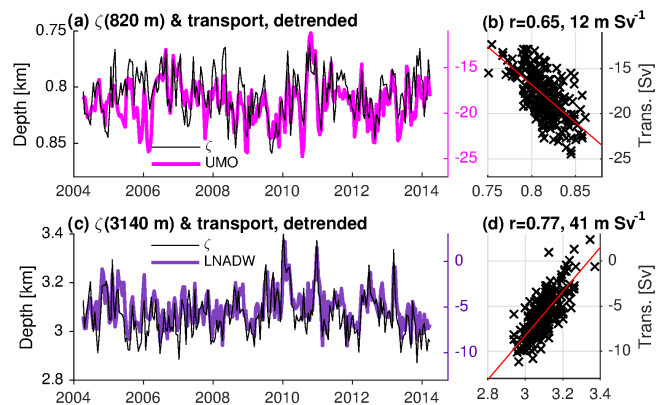 (a) ζ(820 m) & transport, detrended
(b) r=0.65, 12 m Sv⁻¹
0.75
0.8
0.85
Depth [km]
ζ
UMO
-15
-20
-25
2004 2006 2008 2010 2012 2014
-15
-20
-25
Trans. [Sv]
0.75 0.8 0.85
(c) ζ(3140 m) & transport, detrended
(d) r=0.77, 41 m Sv⁻¹
3.4
3.2
3
2.8
Depth [km]
ζ
LNADW
0
-5
-10
2004 2006 2008 2010 2012 2014
0
-5
-10
Trans. [Sv]
2.8 3 3.2 3.4